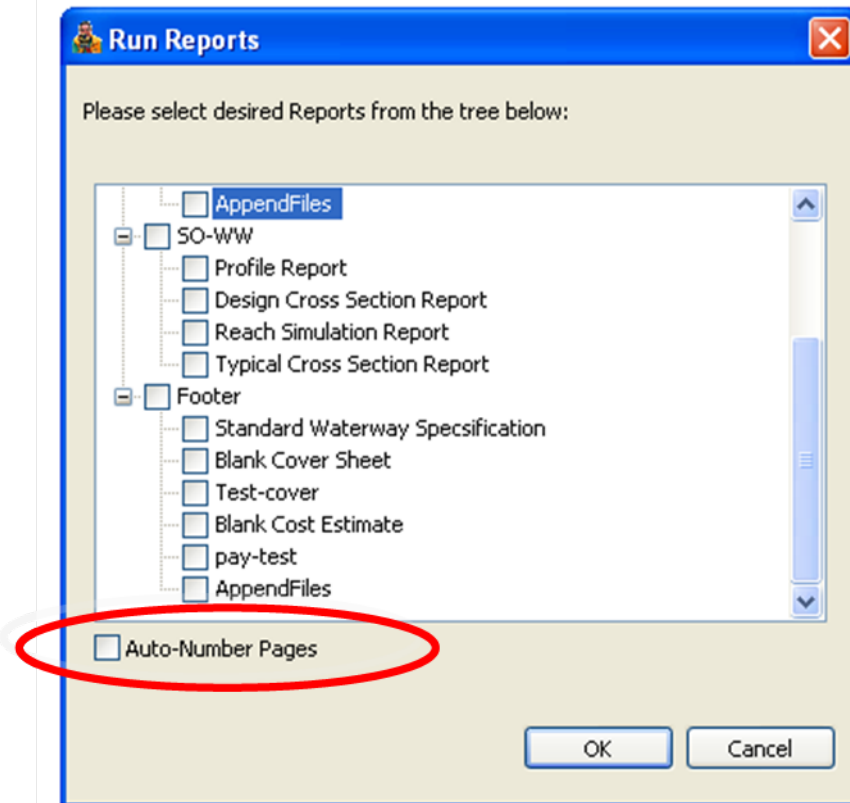 Run Reports
Please select desired Reports from the tree below:
AppendFiles
SO-WW
Profile Report
Design Cross Section Report
Reach Simulation Report
Typical Cross Section Report
Footer
Standard Waterway Specsification
Blank Cover Sheet
Test-cover
Blank Cost Estimate
pay-test
AppendFiles
Auto-Number Pages
OK Cancel